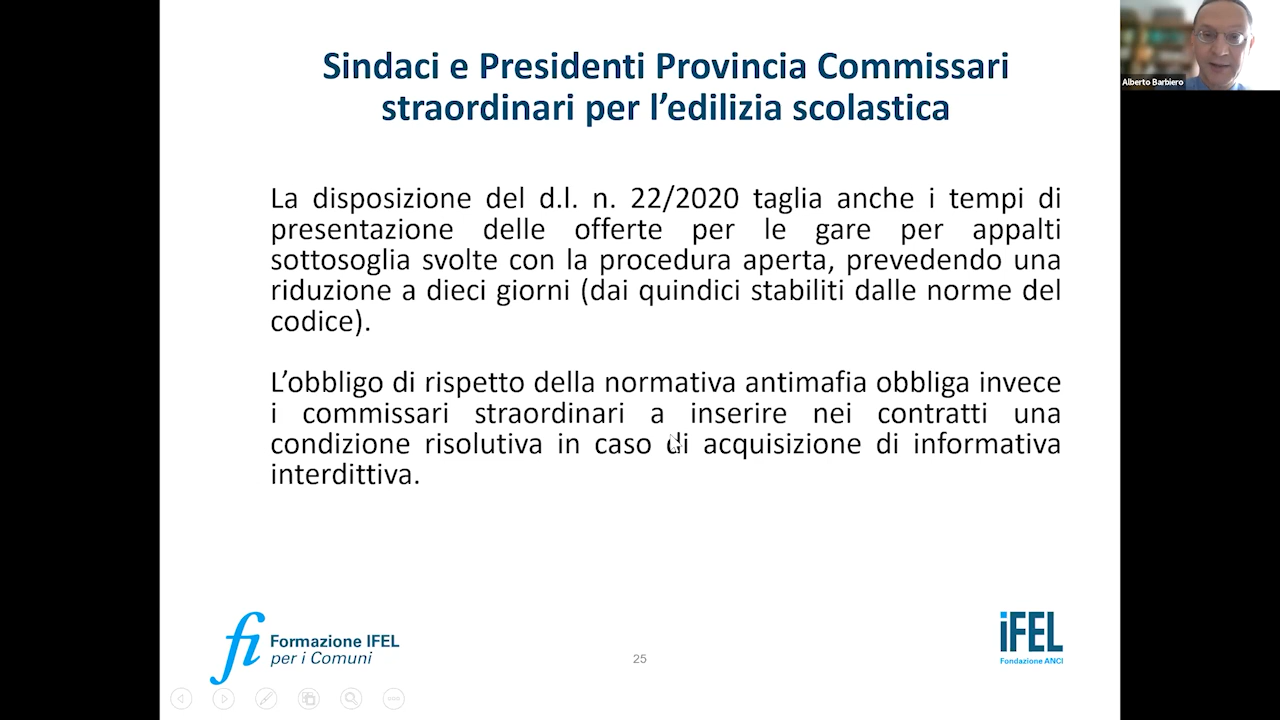 Sindaci e Presidenti Provincia Commissari
straordinari per l’edilizia scolastica
Alberto Barbiero
La disposizione del d.l. n. 22/2020 taglia anche i tempi di
presentazione delle offerte per le gare per appalti
sottosoglia svolte con la procedura aperta, prevedendo una
riduzione a dieci giorni (dai quindici stabiliti dalle norme del
codice).
L’obbligo di rispetto della normativa antimafia obbliga invece
i commissari straordinari a inserire nei contratti una
condizione risolutiva in caso di acquisizione di informativa
interdittiva.
fi
Formazione IFEL
per i Comuni
25
iFEL
Fondazione ANCI